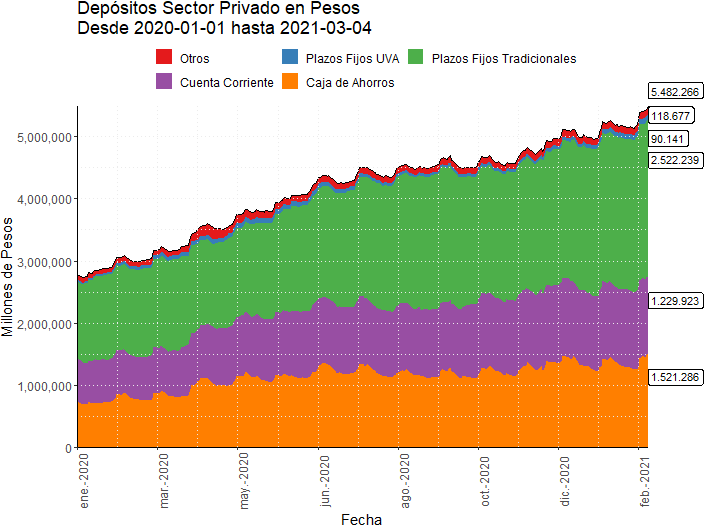 Depósitos Sector Privado en Pesos
Desde 2020-01-01 hasta 2021-03-04
Otros
Plazos Fijos UVA
Plazos Fijos Tradicionales
Cuenta Corriente
Caja de Ahorros
5.482.266
118.677
90.141
2.522.239
1.229.923
1.521.286
Millones de Pesos
5,000,000
4,000,000
3,000,000
2,000,000
1,000,000
0
ene.-2020
mar.-2020
may.-2020
jun.-2020
ago.-2020
oct.-2020
dic.-2020
feb.-2021
Fecha